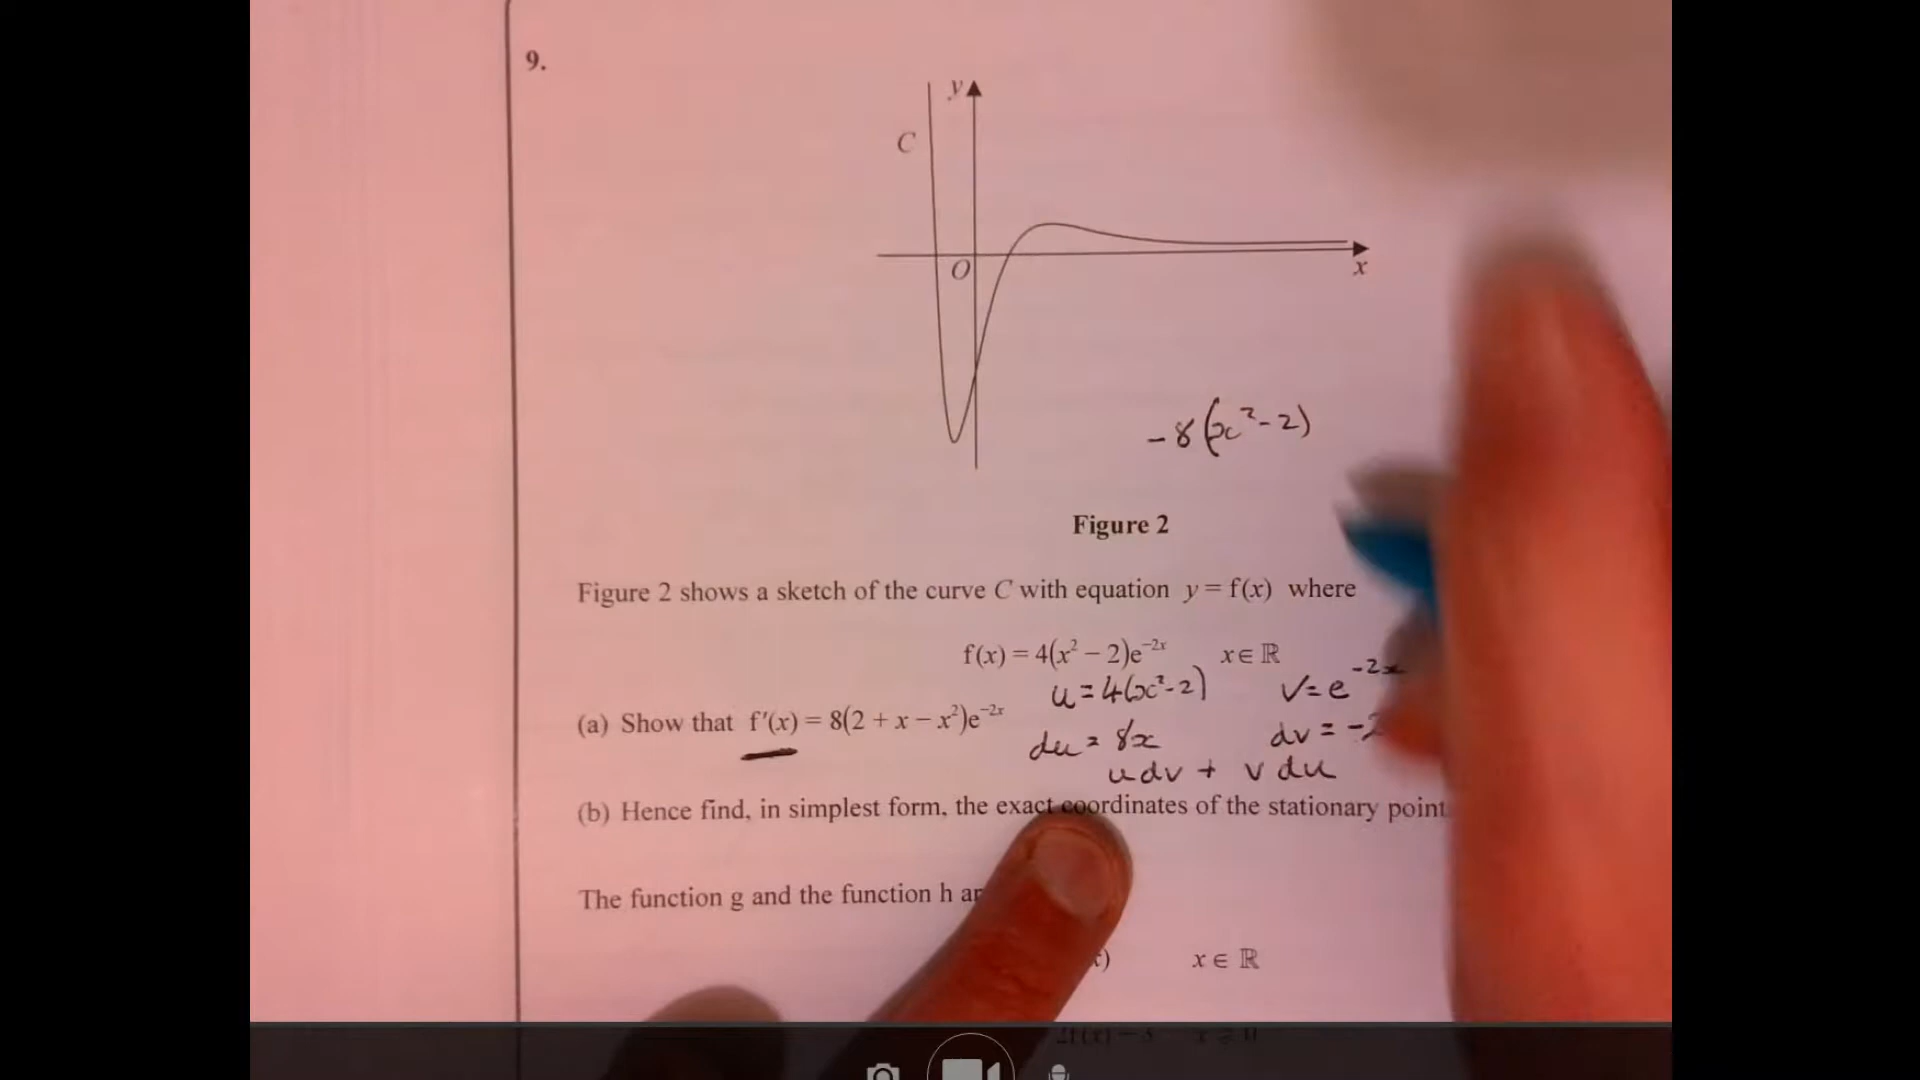 9.
y
C
O
x
-8(x²-2)
Figure 2
Figure 2 shows a sketch of the curve C with equation y = f(x) where
f(x) = 4(x² − 2)e⁻²ˣ x ∈ ℝ
u = 4(x²-2) v = e⁻²ˣ
(a) Show that f′(x) = 8(2 + x − x²)e⁻²ˣ
du = 8x dv = -2
udv + vdu
(b) Hence find, in simplest form, the exact coordinates of the stationary point
The function g and the function h
x ∈ ℝ